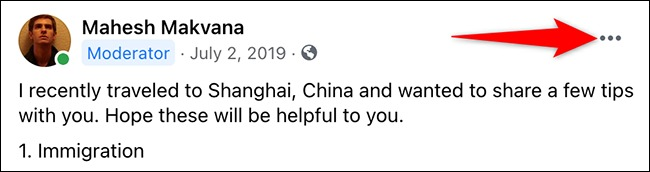 Mahesh Makvana
Moderator · July 2, 2019 ·
I recently traveled to Shanghai, China and wanted to share a few tips
with you. Hope these will be helpful to you.
1. Immigration